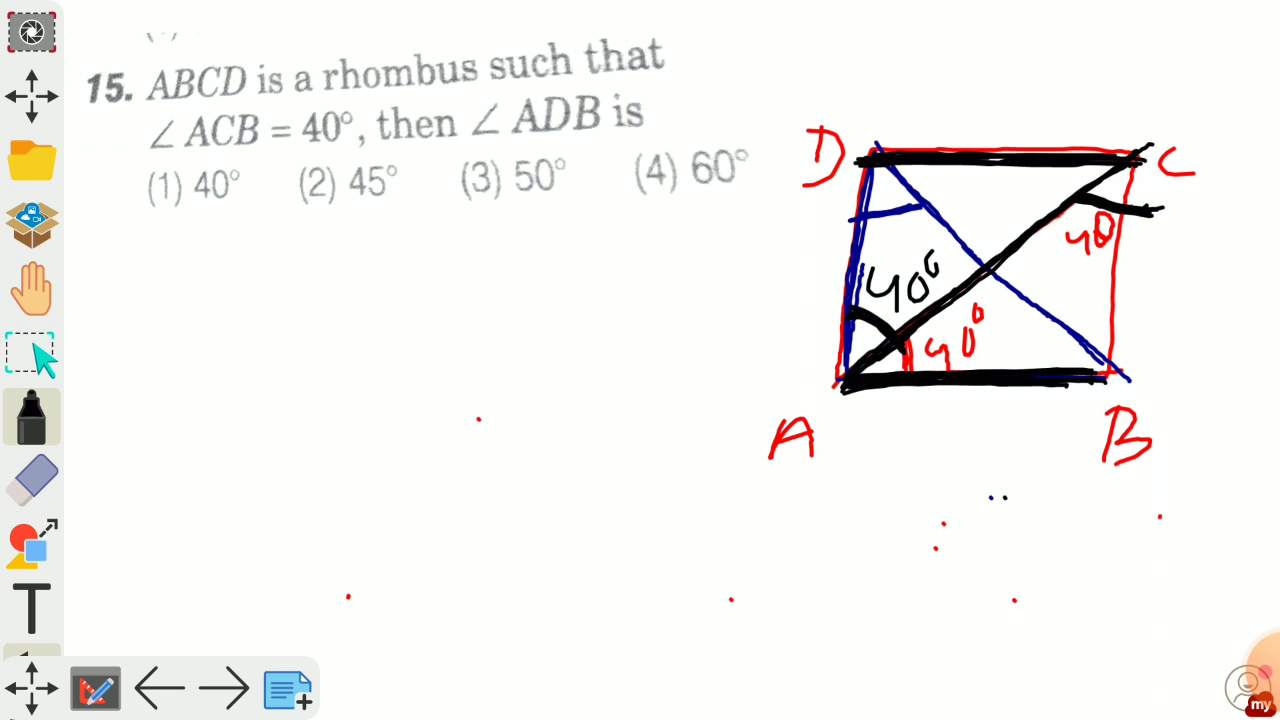 15. ABCD is a rhombus such that
∠ ACB = 40°, then ∠ ADB is
(1) 40° (2) 45° (3) 50° (4) 60°
D C
40
40°
40°
A B
T
my